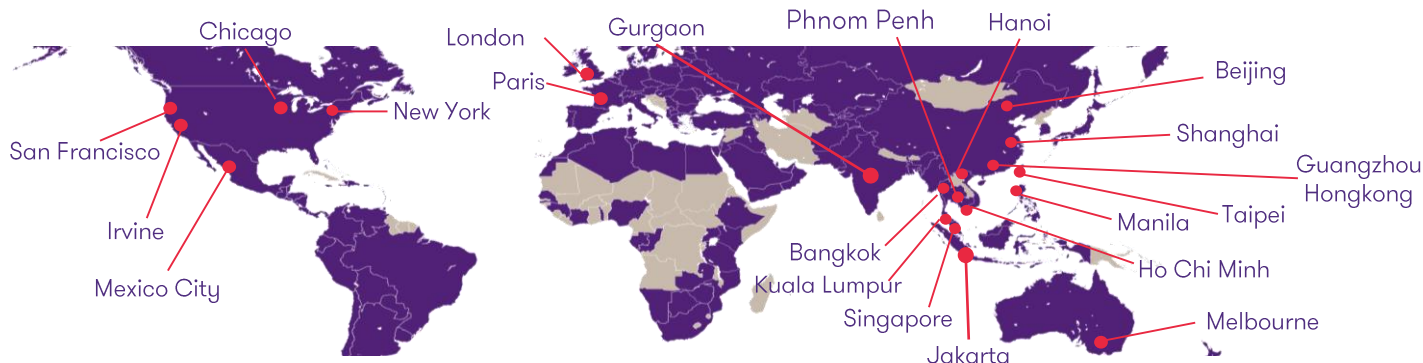 Chicago
London
Gurgaon
Phnom Penh
Hanoi
Paris
Beijing
New York
San Francisco
Shanghai
Guangzhou
Hongkong
Irvine
Manila
Taipei
Bangkok
Ho Chi Minh
Mexico City
Kuala Lumpur
Singapore
Melbourne
Jakarta